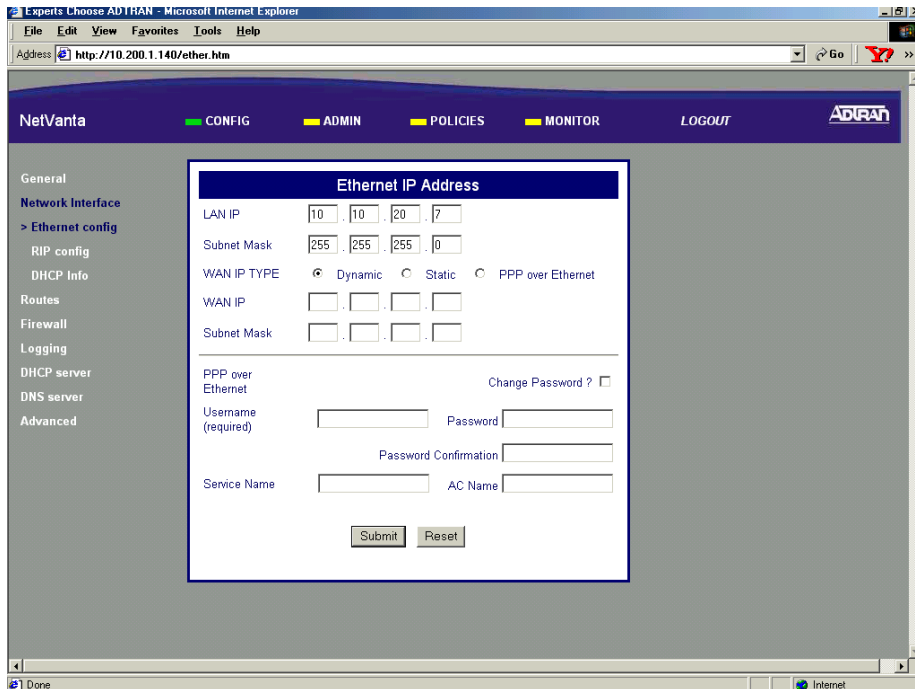 Experts Choose ADTRAN - Microsoft Internet Explorer
File Edit View Favorites Tools Help
Address http://10.200.1.140/ether.htm Go Y! »
NetVanta CONFIG ADMIN POLICIES MONITOR LOGOUT ADTRAN
General
Network Interface
> Ethernet config
RIP config
DHCP Info
Routes
Firewall
Logging
DHCP server
DNS server
Advanced
Ethernet IP Address
LAN IP 10 . 10 . 20 . 7
Subnet Mask 255 . 255 . 255 . 0
WAN IP TYPE Dynamic Static PPP over Ethernet
WAN IP . . .
Subnet Mask . . .
PPP over
Ethernet
Change Password ?
Username
(required)
Password
Password Confirmation
Service Name AC Name
Submit Reset
Done Internet